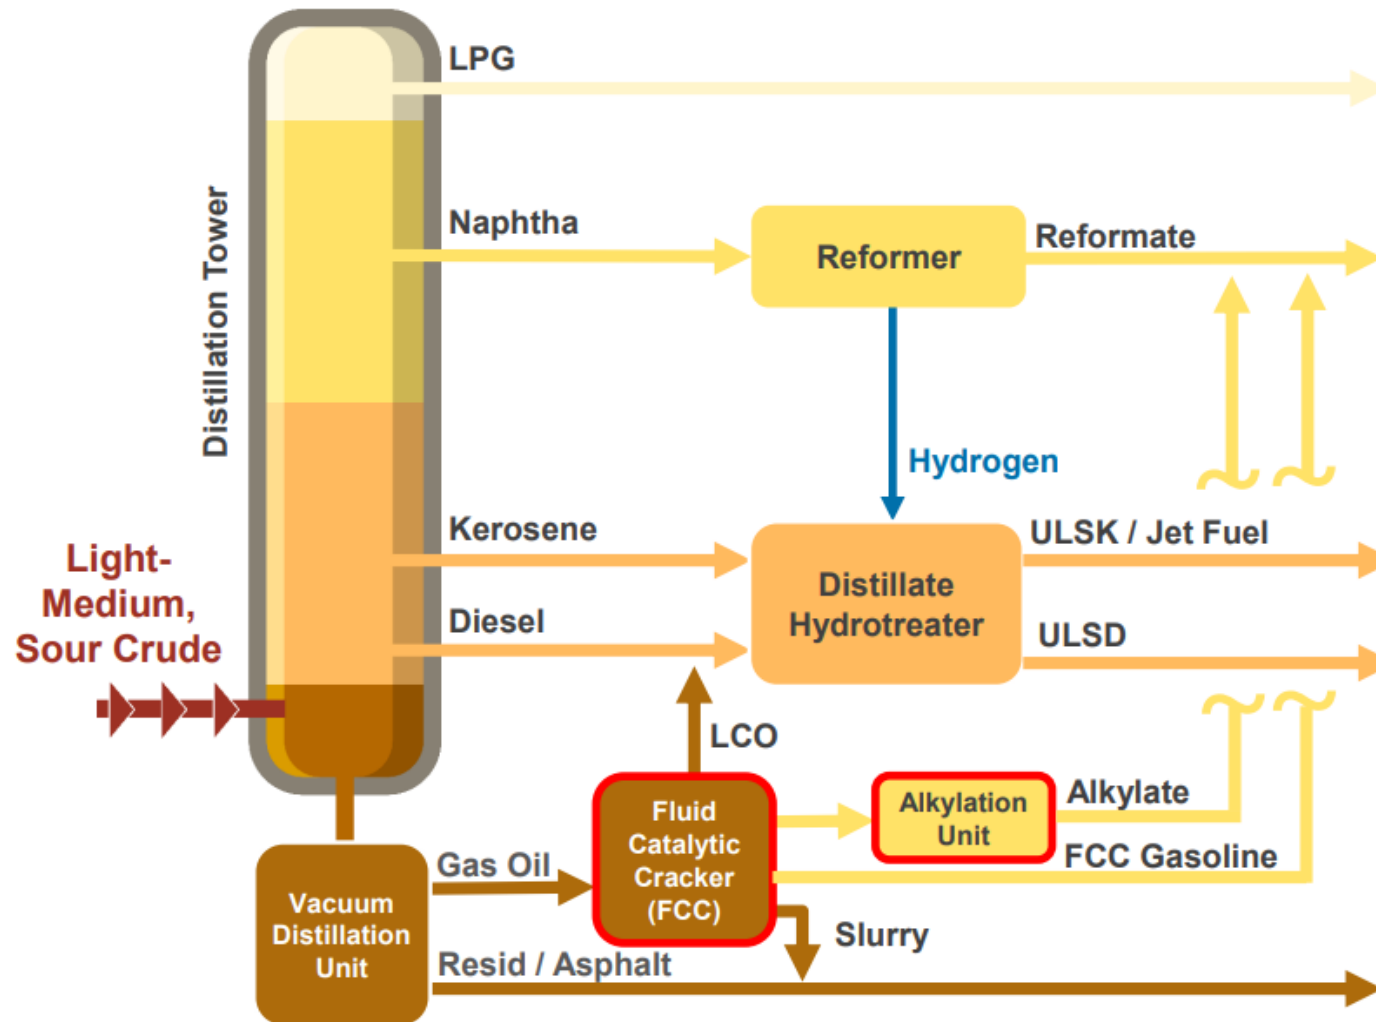 LPG
Naphtha
Reformer
Reformate
Distillation Tower
Hydrogen
Kerosene
ULSK / Jet Fuel
Light-
Medium,
Sour Crude
Distillate
Hydrotreater
Diesel
ULSD
LCO
Fluid
Catalytic
Cracker
(FCC)
Alkylation
Unit
Alkylate
FCC Gasoline
Gas Oil
Vacuum
Distillation
Unit
Slurry
Resid / Asphalt